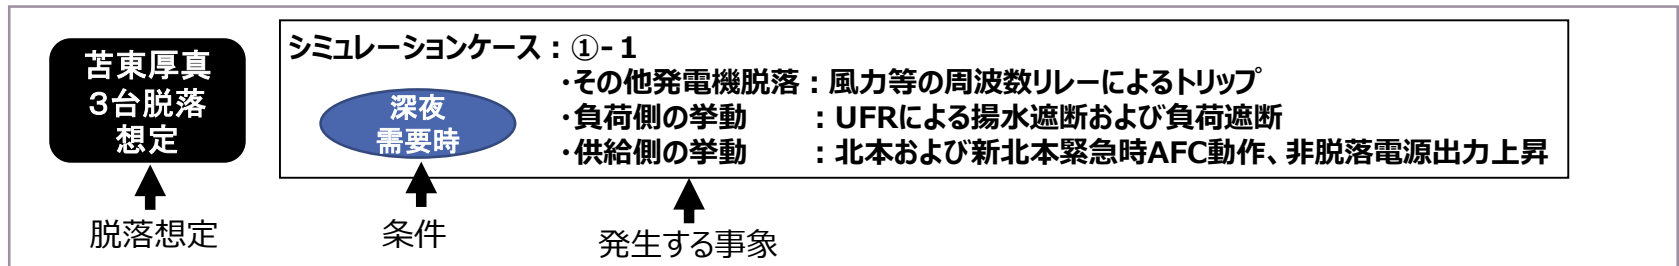 苫東厚真
3台脱落
想定
シミュレーションケース：①-1
深夜
需要時
・その他発電機脱落：風力等の周波数リレーによるトリップ
・負荷側の挙動　　：UFRによる揚水遮断および負荷遮断
・供給側の挙動　　：北本および新北本緊急時AFC動作、非脱落電源出力上昇
脱落想定
条件
発生する事象